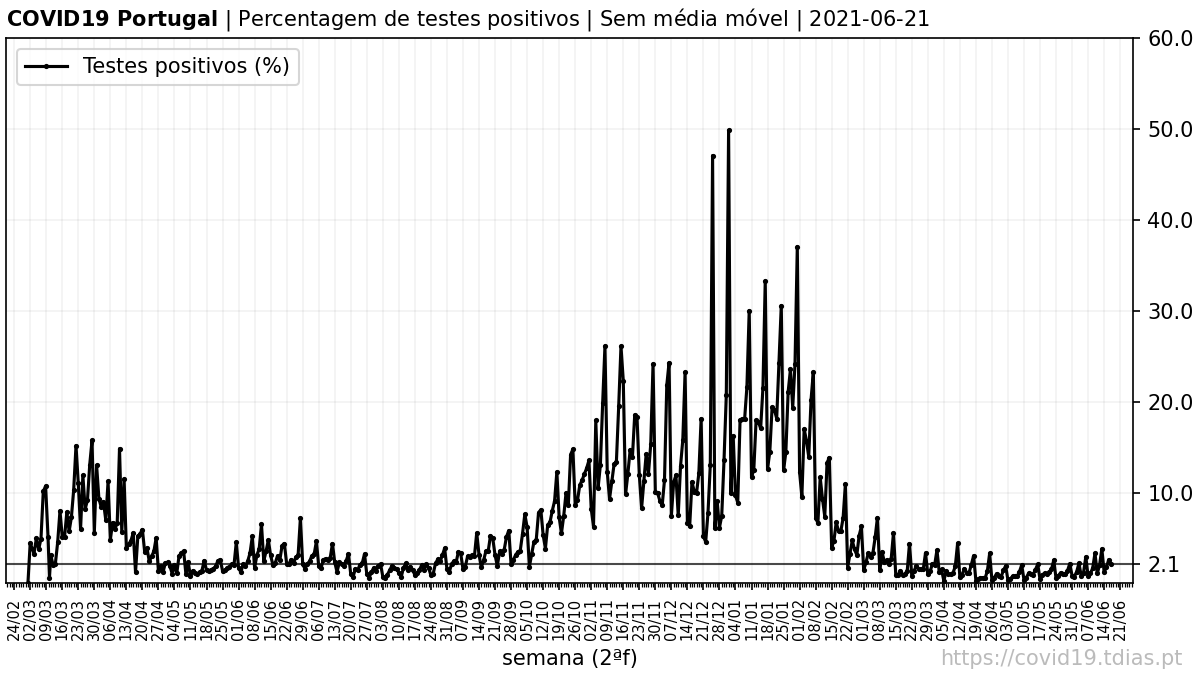 COVID19 Portugal | Percentagem de testes positivos | Sem média móvel | 2021-06-21
Testes positivos (%)
60.0
50.0
40.0
30.0
20.0
10.0
2.1
24/02 02/03 09/03 16/03 23/03 30/03 06/04 13/04 20/04 27/04 04/05 11/05 18/05 25/05 01/06 08/06 15/06 22/06 29/06 06/07 13/07 20/07 27/07 03/08 10/08 17/08 24/08 31/08 07/09 14/09 21/09 28/09 05/10 12/10 19/10 26/10 02/11 09/11 16/11 23/11 30/11 07/12 14/12 21/12 28/12 04/01 11/01 18/01 25/01 01/02 08/02 15/02 22/02 01/03 08/03 15/03 22/03 29/03 05/04 12/04 19/04 26/04 03/05 10/05 17/05 24/05 31/05 07/06 14/06 21/06
semana (2ªf)
https://covid19.tdias.pt